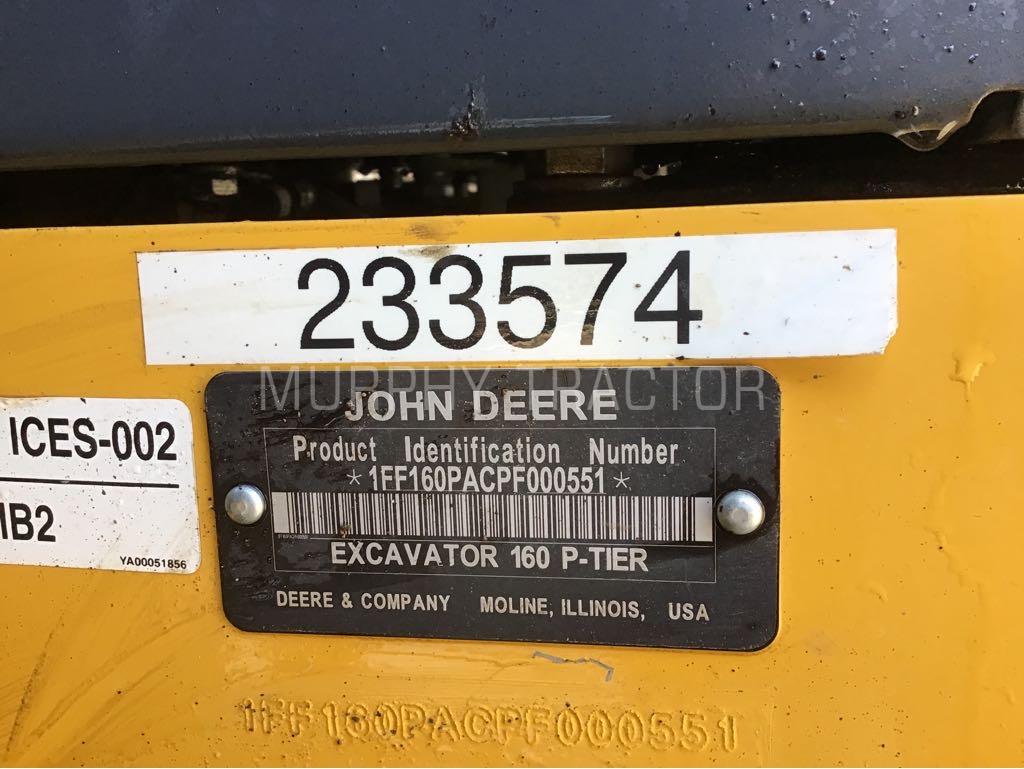 233574
MURPHY TRACTOR
JOHN DEERE
Product Identification Number
*1FF160PACPF000551*
EXCAVATOR 160 P-TIER
DEERE & COMPANY MOLINE, ILLINOIS, USA
ICES-002
YA00051856
1FF160PACPF000551